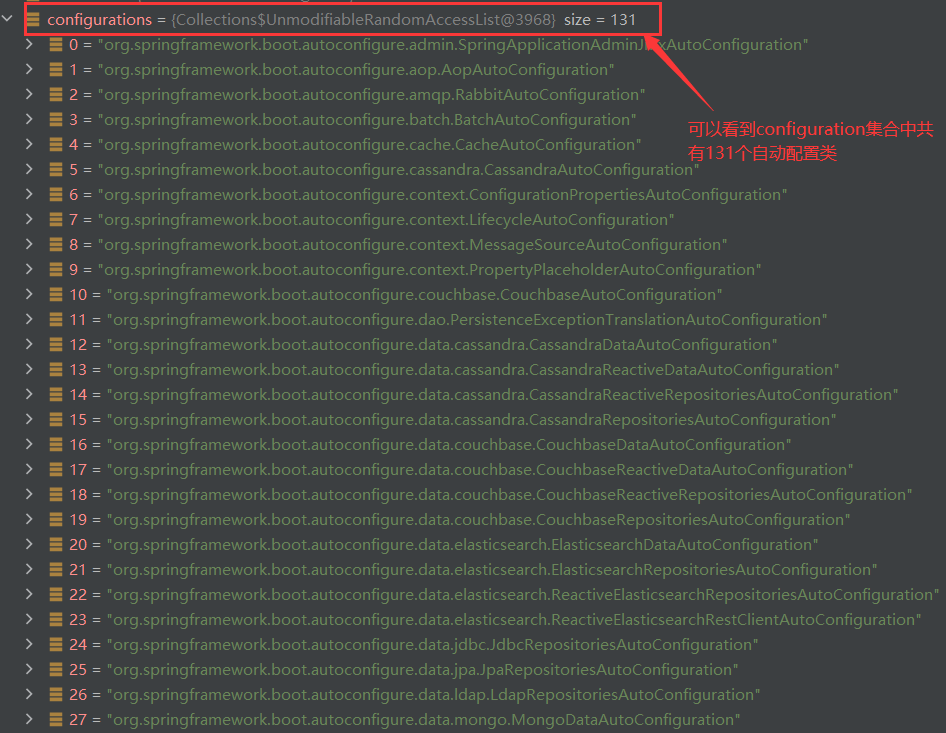 configurations = {Collections$UnmodifiableRandomAccessList@3968} size = 131
0 = "org.springframework.boot.autoconfigure.admin.SpringApplicationAdminJmxAutoConfiguration"
1 = "org.springframework.boot.autoconfigure.aop.AopAutoConfiguration"
2 = "org.springframework.boot.autoconfigure.amqp.RabbitAutoConfiguration"
3 = "org.springframework.boot.autoconfigure.batch.BatchAutoConfiguration"
4 = "org.springframework.boot.autoconfigure.cache.CacheAutoConfiguration"
可以看到configuration集合中共
有131个自动配置类
5 = "org.springframework.boot.autoconfigure.cassandra.CassandraAutoConfiguration"
6 = "org.springframework.boot.autoconfigure.context.ConfigurationPropertiesAutoConfiguration"
7 = "org.springframework.boot.autoconfigure.context.LifecycleAutoConfiguration"
8 = "org.springframework.boot.autoconfigure.context.MessageSourceAutoConfiguration"
9 = "org.springframework.boot.autoconfigure.context.PropertyPlaceholderAutoConfiguration"
10 = "org.springframework.boot.autoconfigure.couchbase.CouchbaseAutoConfiguration"
11 = "org.springframework.boot.autoconfigure.dao.PersistenceExceptionTranslationAutoConfiguration"
12 = "org.springframework.boot.autoconfigure.data.cassandra.CassandraDataAutoConfiguration"
13 = "org.springframework.boot.autoconfigure.data.cassandra.CassandraReactiveDataAutoConfiguration"
14 = "org.springframework.boot.autoconfigure.data.cassandra.CassandraReactiveRepositoriesAutoConfiguration"
15 = "org.springframework.boot.autoconfigure.data.cassandra.CassandraRepositoriesAutoConfiguration"
16 = "org.springframework.boot.autoconfigure.data.couchbase.CouchbaseDataAutoConfiguration"
17 = "org.springframework.boot.autoconfigure.data.couchbase.CouchbaseReactiveDataAutoConfiguration"
18 = "org.springframework.boot.autoconfigure.data.couchbase.CouchbaseReactiveRepositoriesAutoConfiguration"
19 = "org.springframework.boot.autoconfigure.data.couchbase.CouchbaseRepositoriesAutoConfiguration"
20 = "org.springframework.boot.autoconfigure.data.elasticsearch.ElasticsearchDataAutoConfiguration"
21 = "org.springframework.boot.autoconfigure.data.elasticsearch.ElasticsearchRepositoriesAutoConfiguration"
22 = "org.springframework.boot.autoconfigure.data.elasticsearch.ReactiveElasticsearchRepositoriesAutoConfiguration"
23 = "org.springframework.boot.autoconfigure.data.elasticsearch.ReactiveElasticsearchRestClientAutoConfiguration"
24 = "org.springframework.boot.autoconfigure.data.jdbc.JdbcRepositoriesAutoConfiguration"
25 = "org.springframework.boot.autoconfigure.data.jpa.JpaRepositoriesAutoConfiguration"
26 = "org.springframework.boot.autoconfigure.data.ldap.LdapRepositoriesAutoConfiguration"
27 = "org.springframework.boot.autoconfigure.data.mongo.MongoDataAutoConfiguration"